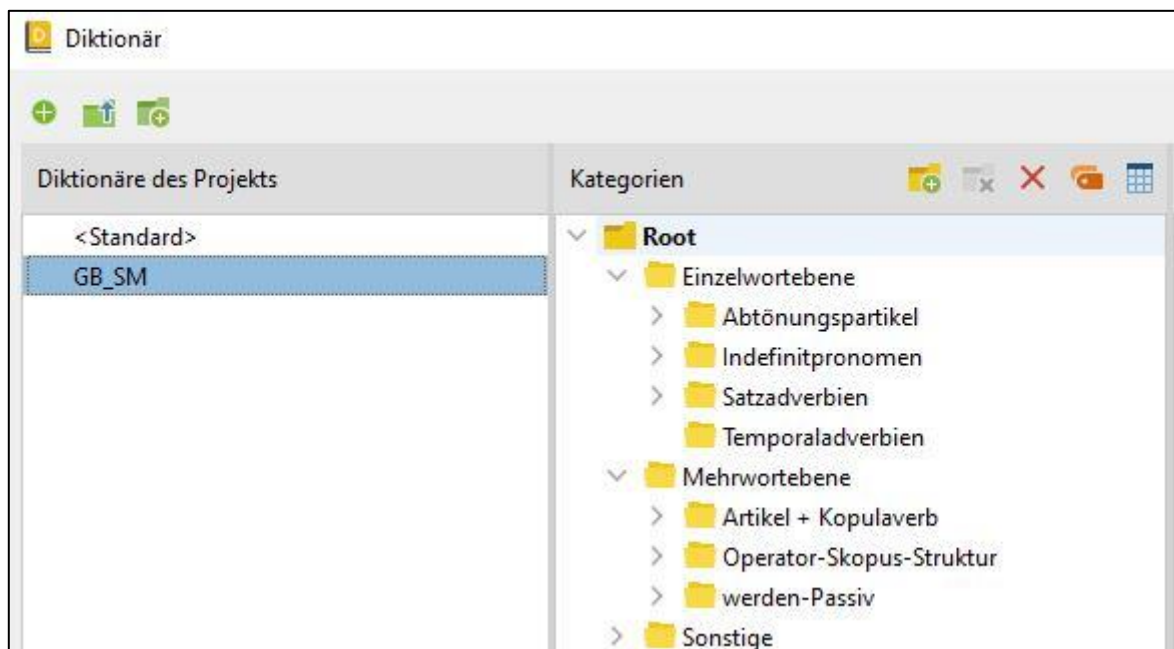 Diktionär
Diktionäre des Projekts
Kategorien
<Standard>
GB_SM
Root
Einzelwortebene
Abtönungspartikel
Indefinitpronomen
Satzadverbien
Temporaladverbien
Mehrwortebene
Artikel + Kopulaverb
Operator-Skopus-Struktur
werden-Passiv
Sonstige